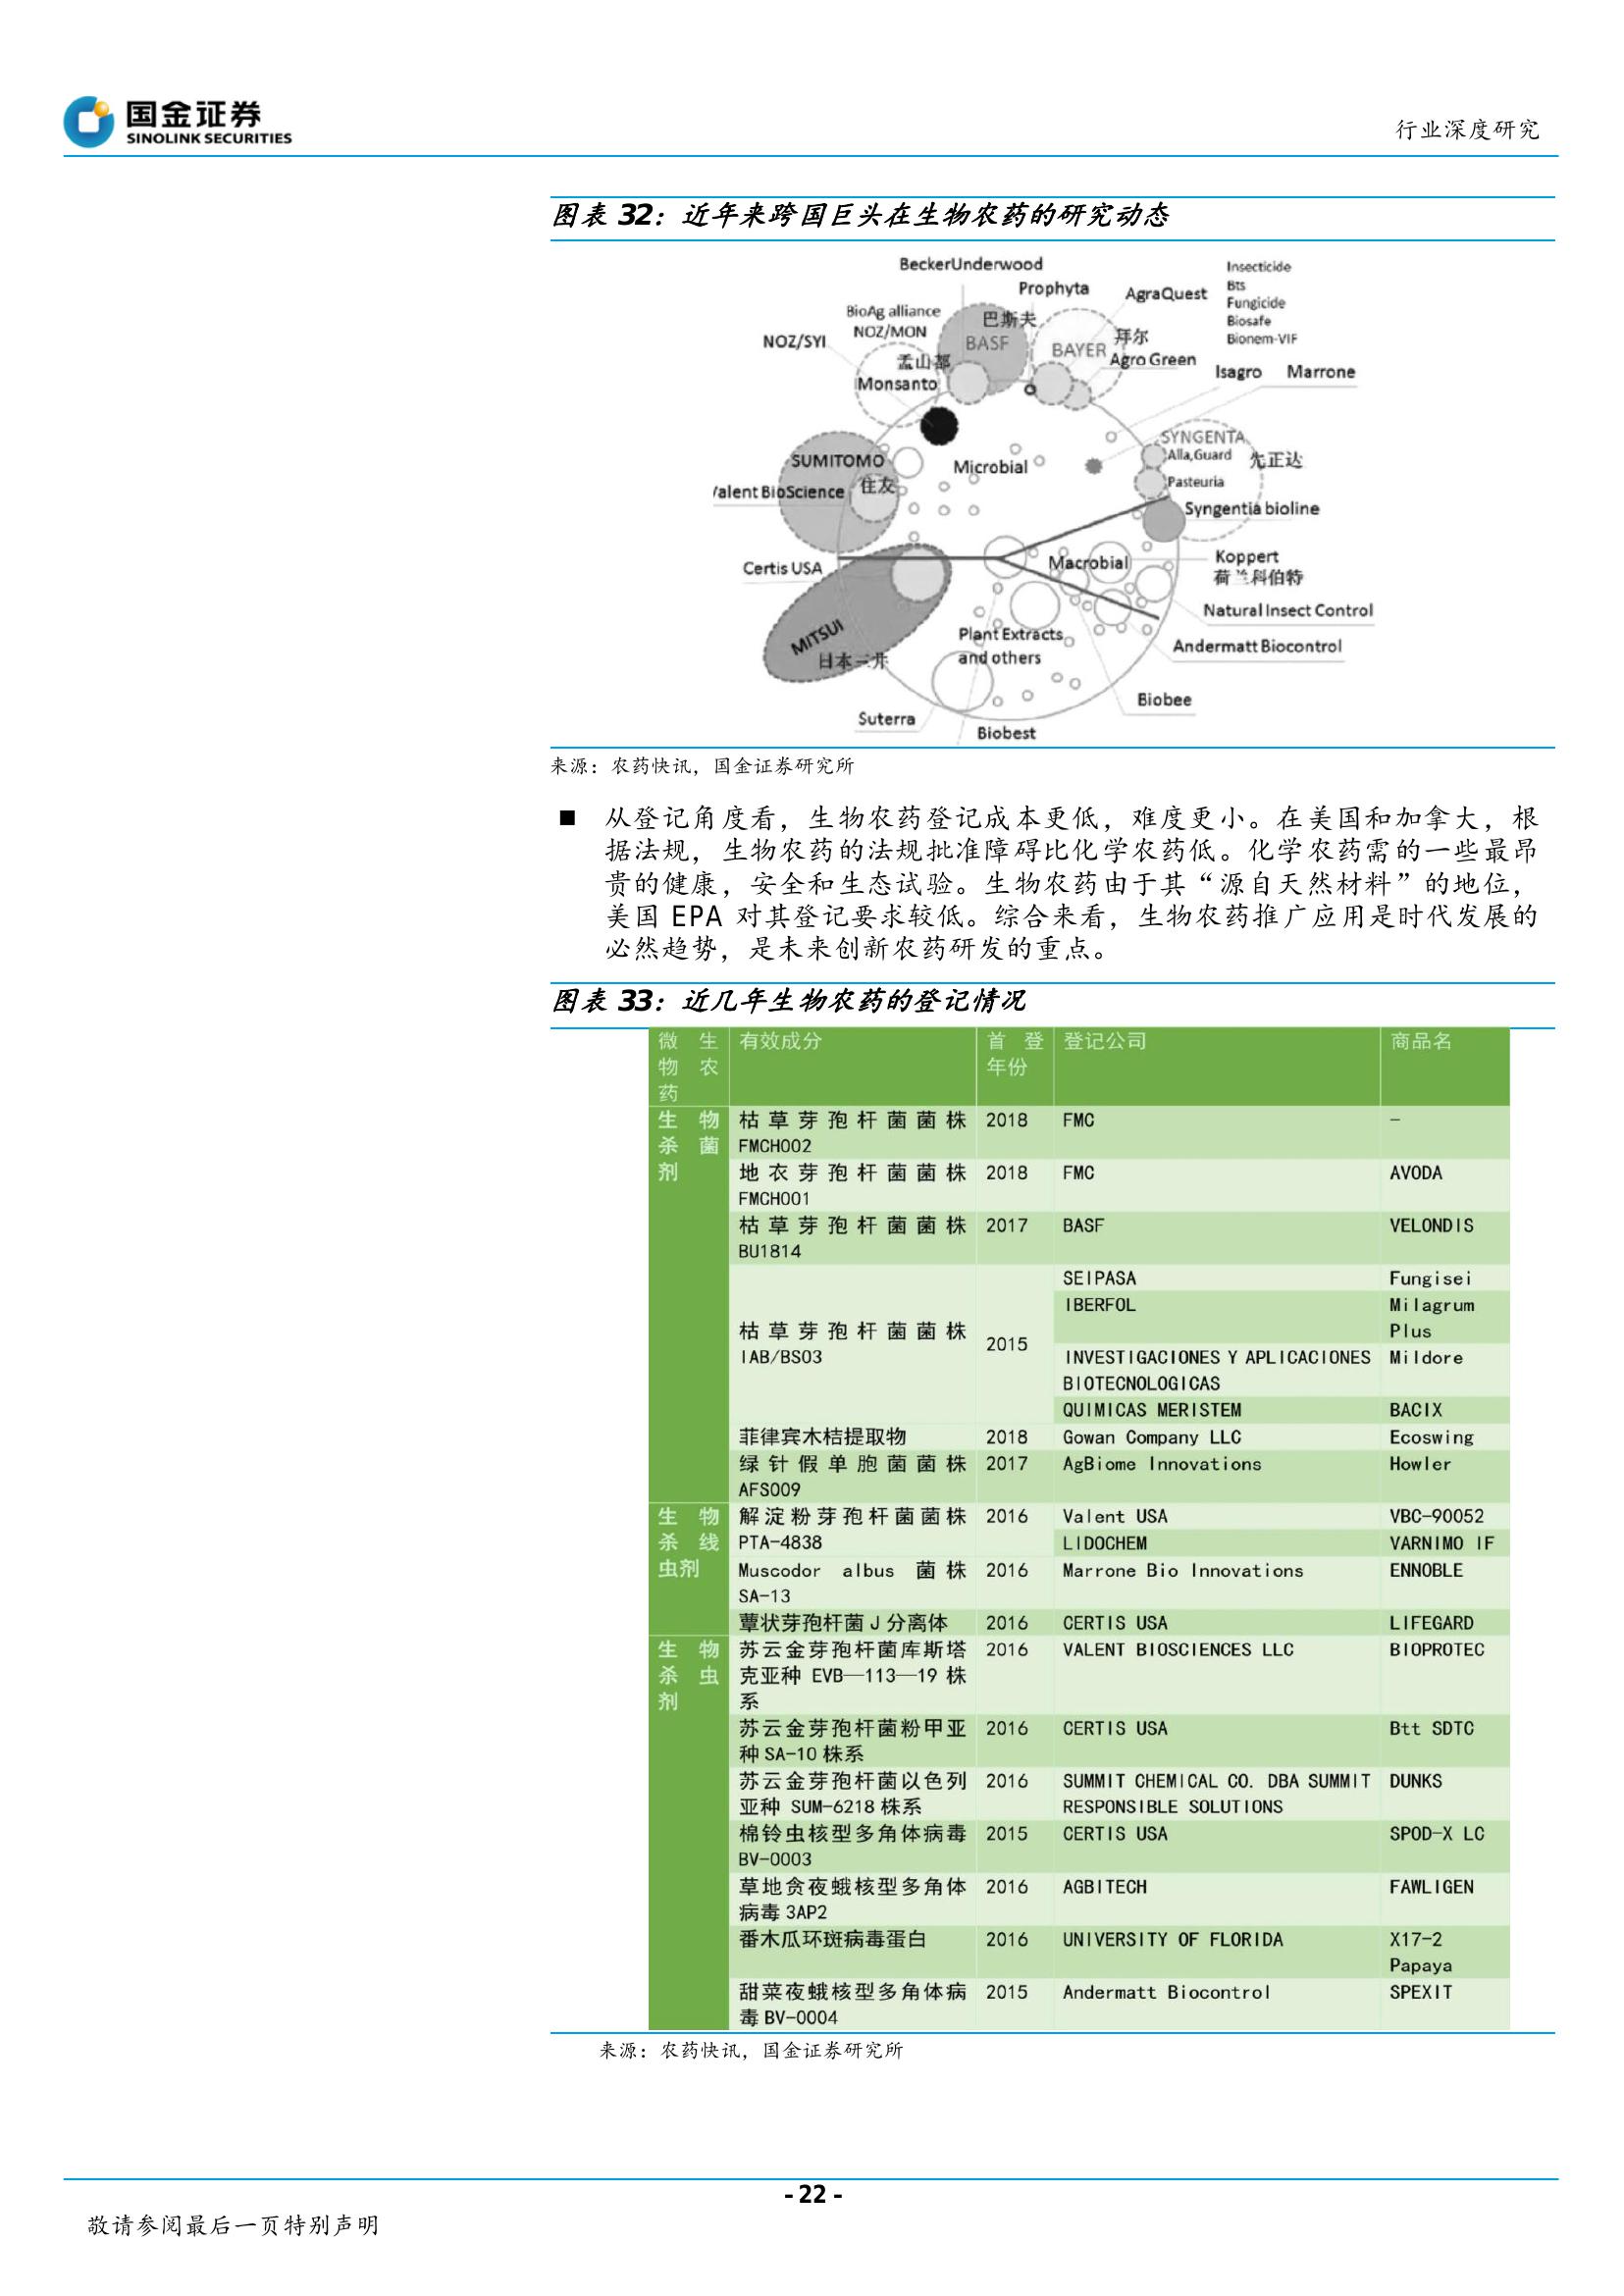 国金证券
SINOLINK SECURITIES
行业深度研究
图表 32：近年来跨国巨头在生物农药的研究动态
BeckerUnderwood
Prophyta
AgraQuest
Insecticide
Bts
Fungicide
Biosafe
Bionem-VIF
BioAg alliance
NOZ/MON
NOZ/SYI
巴斯夫
BASF
BAYER
拜尔
Agro Green
孟山都
Monsanto
Isagro
Marrone
SUMITOMO
住友
Valent BioScience
Microbial
SYNGENTA
Alla,Guard
先正达
Pasteuria
Syngentia bioline
Certis USA
Macrobial
Koppert
荷兰科伯特
Natural Insect Control
MITSUI
日本三井
Plant Extracts
and others
Andermatt Biocontrol
Biobee
Suterra
Biobest
来源：农药快讯，国金证券研究所
■ 从登记角度看，生物农药登记成本更低，难度更小。在美国和加拿大，根
据法规，生物农药的法规批准障碍比化学农药低。化学农药需的一些最昂
贵的健康，安全和生态试验。生物农药由于其“源自天然材料”的地位，
美国 EPA 对其登记要求较低。综合来看，生物农药推广应用是时代发展的
必然趋势，是未来创新农药研发的重点。
图表 33：近几年生物农药的登记情况
微生 有效成分 首登 登记公司 商品名
物农 年份
药
生物 枯草芽孢杆菌菌株 2018 FMC -
杀菌 FMCH002
剂 地衣芽孢杆菌菌株 2018 FMC AVODA
FMCH001
枯草芽孢杆菌菌株 2017 BASF VELONDIS
BU1814
SEIPASA Fungisei
IBERFOL Milagrum
枯草芽孢杆菌菌株 Plus
2015
IAB/BS03 INVESTIGACIONES Y APLICACIONES Mildore
BIOTECNOLOGICAS
QUIMICAS MERISTEM BACIX
菲律宾木桔提取物 2018 Gowan Company LLC Ecoswing
绿针假单胞菌菌株 2017 AgBiome Innovations Howler
AFS009
生物 解淀粉芽孢杆菌菌株 2016 Valent USA VBC-90052
杀线 PTA-4838 LIDOCHEM VARNIMO IF
虫剂 Muscodor albus 菌株 2016 Marrone Bio Innovations ENNOBLE
SA-13
蕈状芽孢杆菌 J 分离体 2016 CERTIS USA LIFEGARD
生物 苏云金芽孢杆菌库斯塔 2016 VALENT BIOSCIENCES LLC BIOPROTEC
杀虫 克亚种 EVB—113—19 株
剂 系
苏云金芽孢杆菌粉甲亚 2016 CERTIS USA Btt SDTC
种 SA-10 株系
苏云金芽孢杆菌以色列 2016 SUMMIT CHEMICAL CO. DBA SUMMIT DUNKS
亚种 SUM-6218 株系 RESPONSIBLE SOLUTIONS
棉铃虫核型多角体病毒 2015 CERTIS USA SPOD-X LC
BV-0003
草地贪夜蛾核型多角体 2016 AGBITECH FAWLIGEN
病毒 3AP2
番木瓜环斑病毒蛋白 2016 UNIVERSITY OF FLORIDA X17-2
Papaya
甜菜夜蛾核型多角体病 2015 Andermatt Biocontrol SPEXIT
毒 BV-0004
来源：农药快讯，国金证券研究所
- 22 -
敬请参阅最后一页特别声明